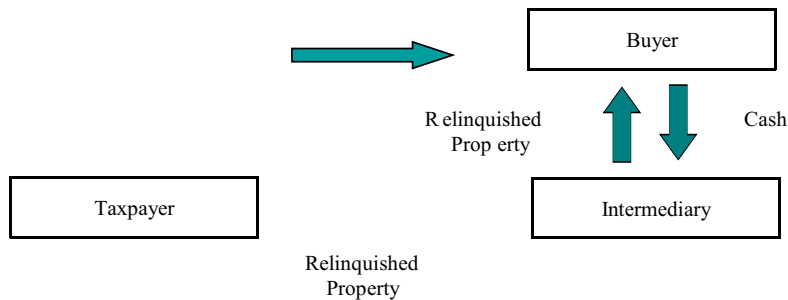 Buyer
R elinquished
Prop erty
Cash
Taxpayer
Intermediary
Relinquished
Property